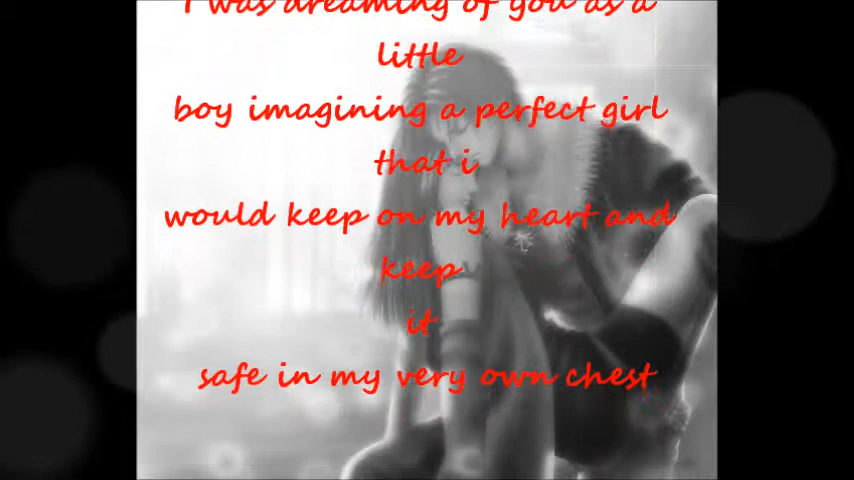 I was dreaming of you as a
little
boy imagining a perfect girl
that i
would keep on my heart and
keep
it
safe in my very own chest